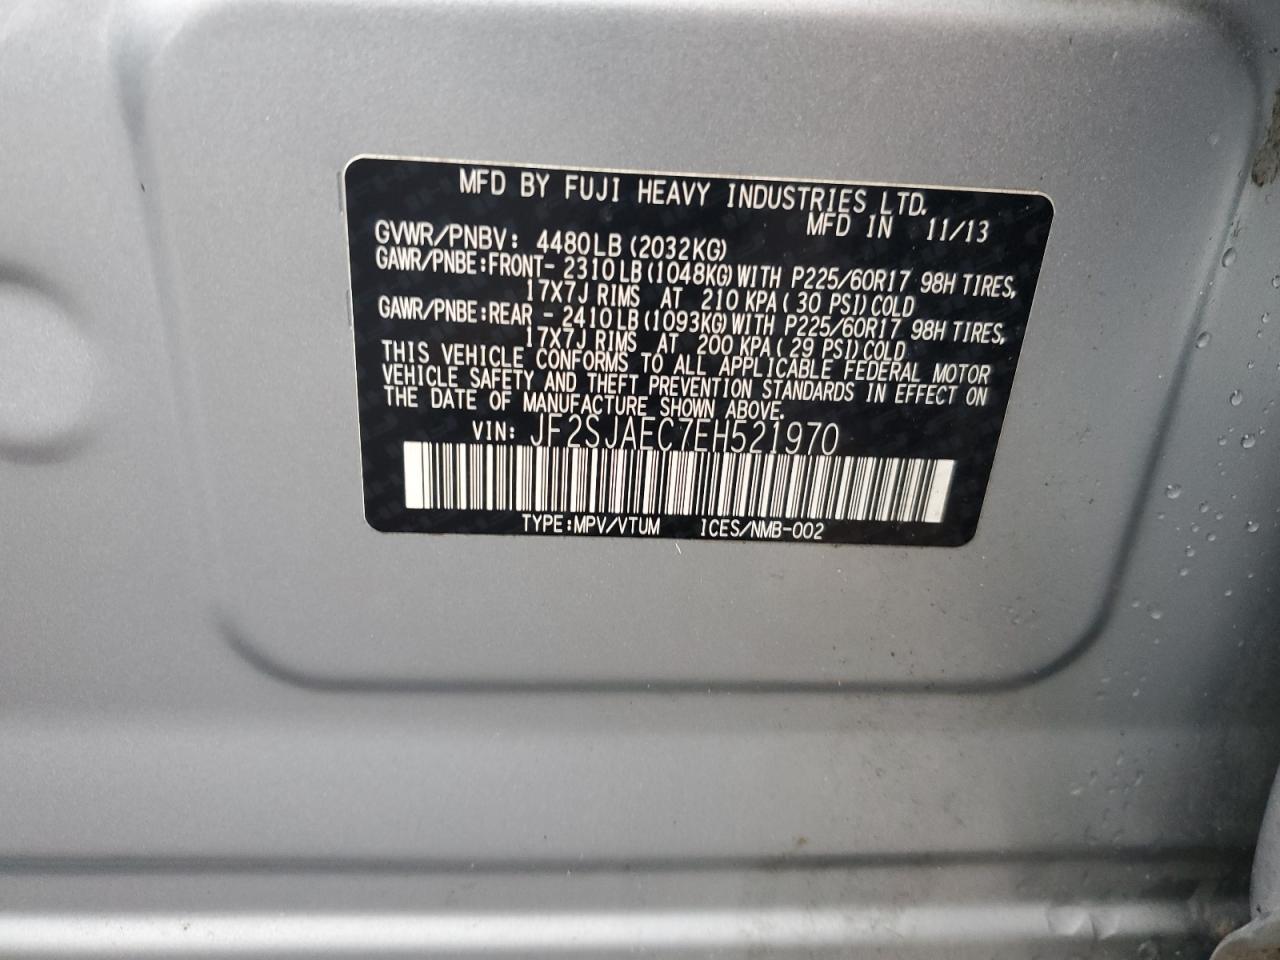 MFD BY FUJI HEAVY INDUSTRIES LTD.
MFD IN 11/13
GVWR/PNBV: 4480LB (2032KG)
GAWR/PNBE:FRONT- 2310LB (1048KG) WITH P225/60R17 98H TIRES,
17X7J RIMS AT 210 KPA ( 30 PSI) COLD
GAWR/PNBE:REAR - 2410LB (1093KG) WITH P225/60R17 98H TIRES,
17X7J RIMS AT 200 KPA ( 29 PSI) COLD
THIS VEHICLE CONFORMS TO ALL APPLICABLE FEDERAL MOTOR
VEHICLE SAFETY AND THEFT PREVENTION STANDARDS IN EFFECT ON
THE DATE OF MANUFACTURE SHOWN ABOVE.
VIN: JF2SJAEC7EH521970
TYPE:MPV/VTUM ICES/NMB-002